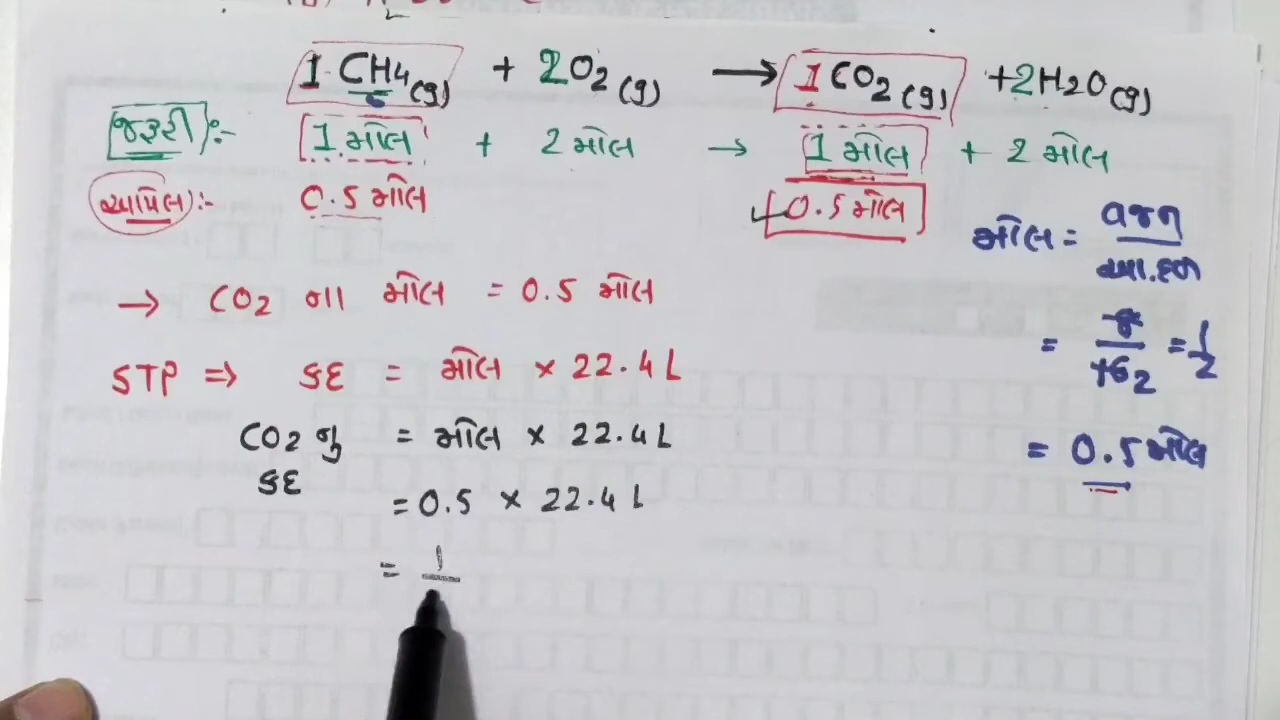 1 CH4(g) + 2O2(g) → 1CO2(g) + 2H2O(g)
જરૂરી:- 1 મોલ + 2 મોલ → 1 મોલ + 2 મોલ
આપેલ:- 0.5 મોલ 0.5 મોલ
મોલ = વજન / આ.દળ
→ CO2 ના મોલ = 0.5 મોલ
= 8 / 16 2 = 1/2
STP ⇒ કદ = મોલ × 22.4 L
CO2 નુ = મોલ × 22.4 L
કદ
= 0.5 મોલ
= 0.5 × 22.4 L
= 1